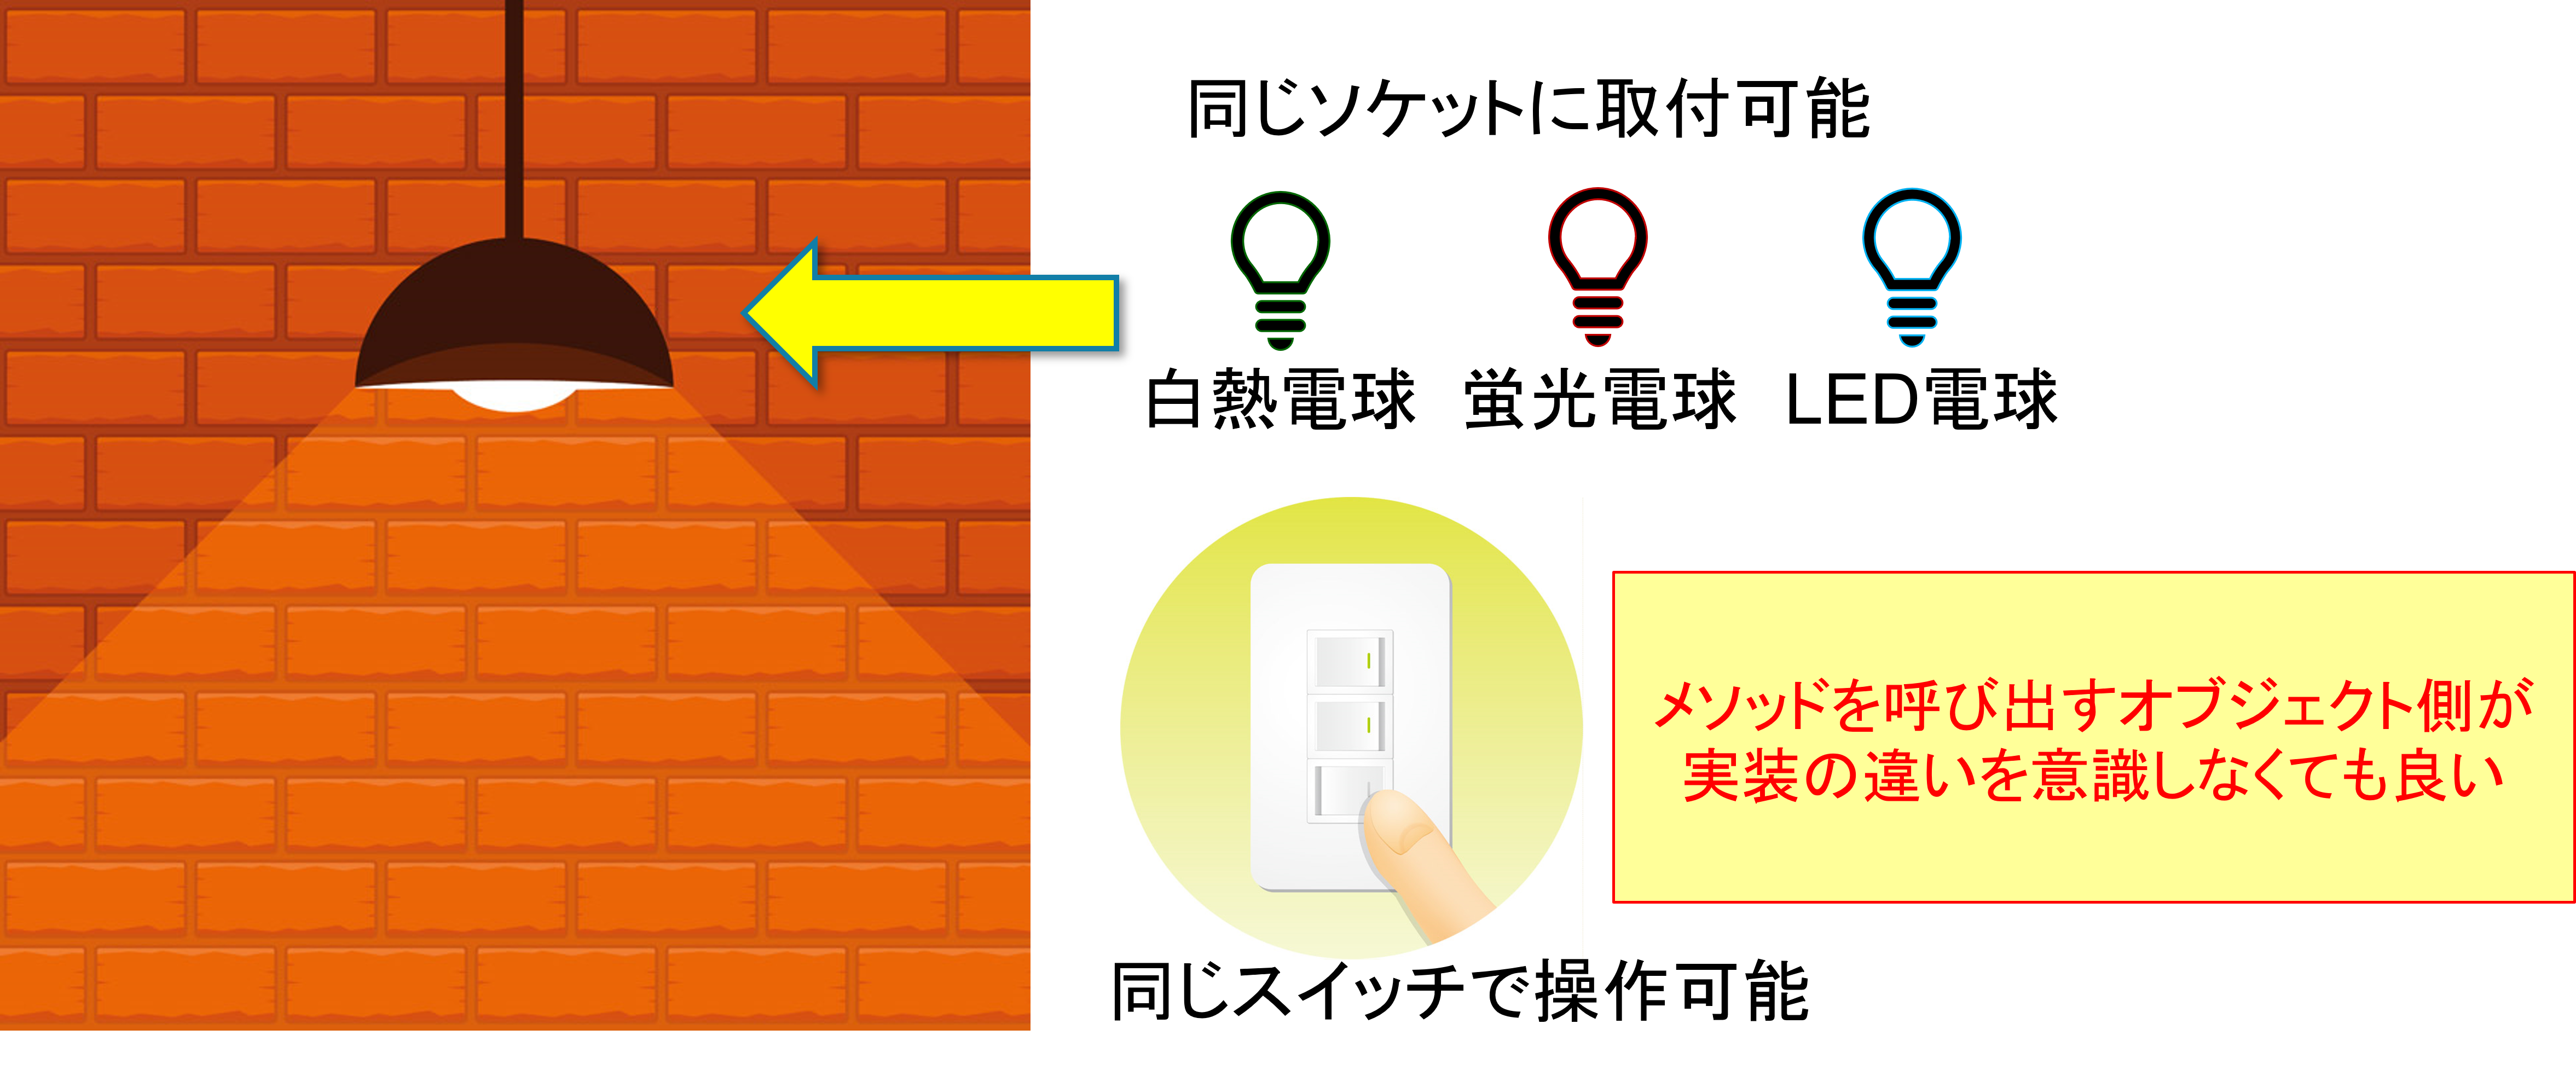 同じソケットに取付可能
白熱電球 蛍光電球 LED電球
メソッドを呼び出すオブジェクト側が
実装の違いを意識しなくても良い
同じスイッチで操作可能